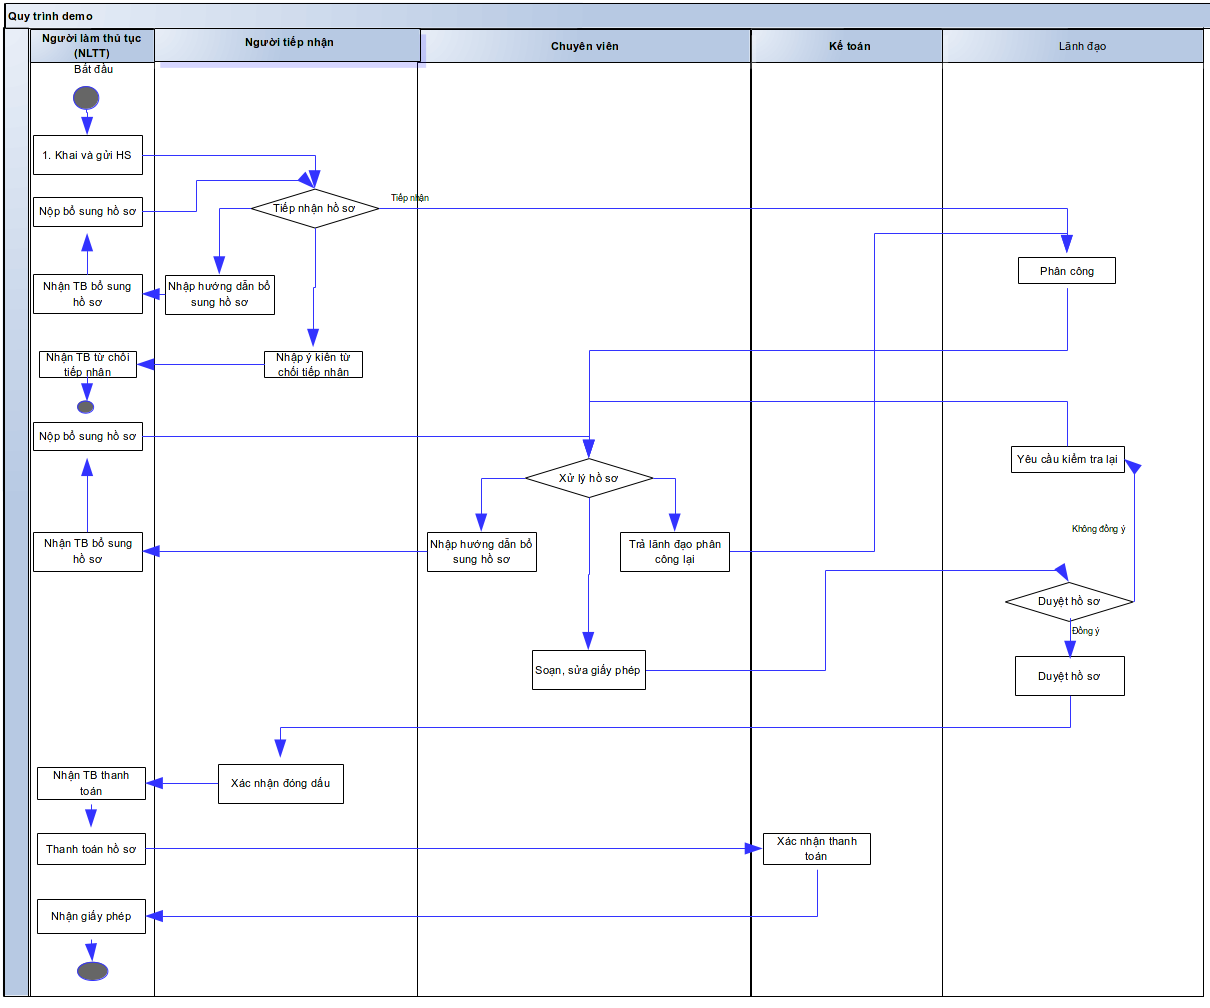 Quy trình demo
Người làm thủ tục
(NLTT)
Người tiếp nhận
Chuyên viên
Kế toán
Lãnh đạo
Bắt đầu
1. Khai và gửi HS
Nộp bổ sung hồ sơ
Tiếp nhận hồ sơ
Tiếp nhận
Phân công
Nhận TB bổ sung
hồ sơ
Nhập hướng dẫn bổ
sung hồ sơ
Nhận TB từ chối
tiếp nhận
Nhập ý kiến từ
chối tiếp nhận
Nộp bổ sung hồ sơ
Xử lý hồ sơ
Yêu cầu kiểm tra lại
Không đồng ý
Nhận TB bổ sung
hồ sơ
Nhập hướng dẫn bổ
sung hồ sơ
Trả lãnh đạo phân
công lại
Duyệt hồ sơ
Đồng ý
Soạn, sửa giấy phép
Duyệt hồ sơ
Nhận TB thanh
toán
Xác nhận đóng dấu
Thanh toán hồ sơ
Xác nhận thanh
toán
Nhận giấy phép